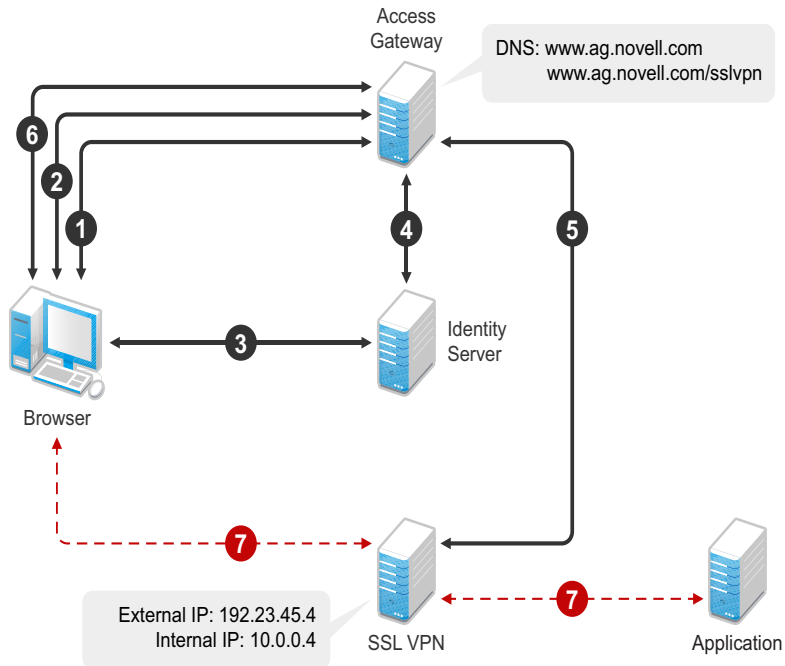 Access
Gateway
DNS: www.ag.novell.com
www.ag.novell.com/sslvpn
6
2
1
4
5
3
Identity
Server
Browser
7
7
External IP: 192.23.45.4
Internal IP: 10.0.0.4
SSL VPN
Application